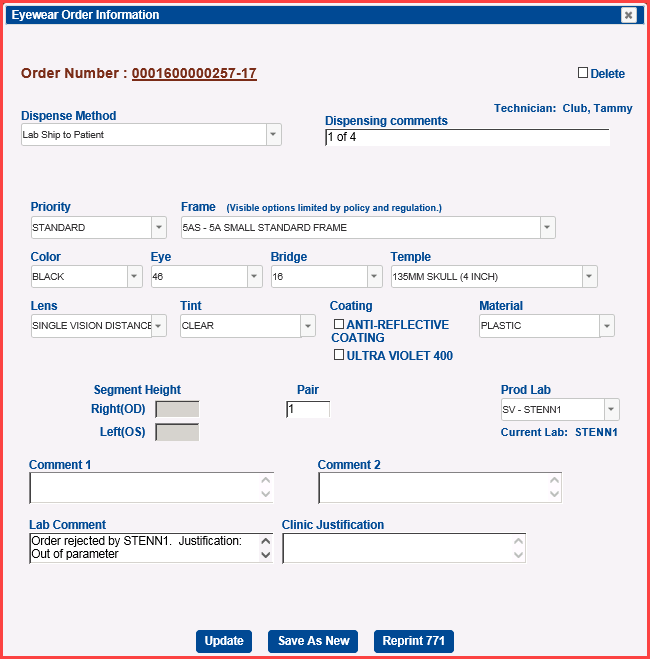 Eyewear Order Information
Order Number : 0001600000257-17
Delete
Technician: Club, Tammy
Dispense Method
Dispensing comments
Lab Ship to Patient
1 of 4
Priority
Frame (Visible options limited by policy and regulation.)
STANDARD
5AS - 5A SMALL STANDARD FRAME
Color
Eye
Bridge
Temple
BLACK
46
16
135MM SKULL (4 INCH)
Lens
Tint
Coating
Material
SINGLE VISION DISTANCE
CLEAR
ANTI-REFLECTIVE
COATING
PLASTIC
ULTRA VIOLET 400
Segment Height
Pair
Prod Lab
Right(OD)
1
SV - STENN1
Left(OS)
Current Lab: STENN1
Comment 1
Comment 2
Lab Comment
Clinic Justification
Order rejected by STENN1. Justification:
Out of parameter
Update
Save As New
Reprint 771